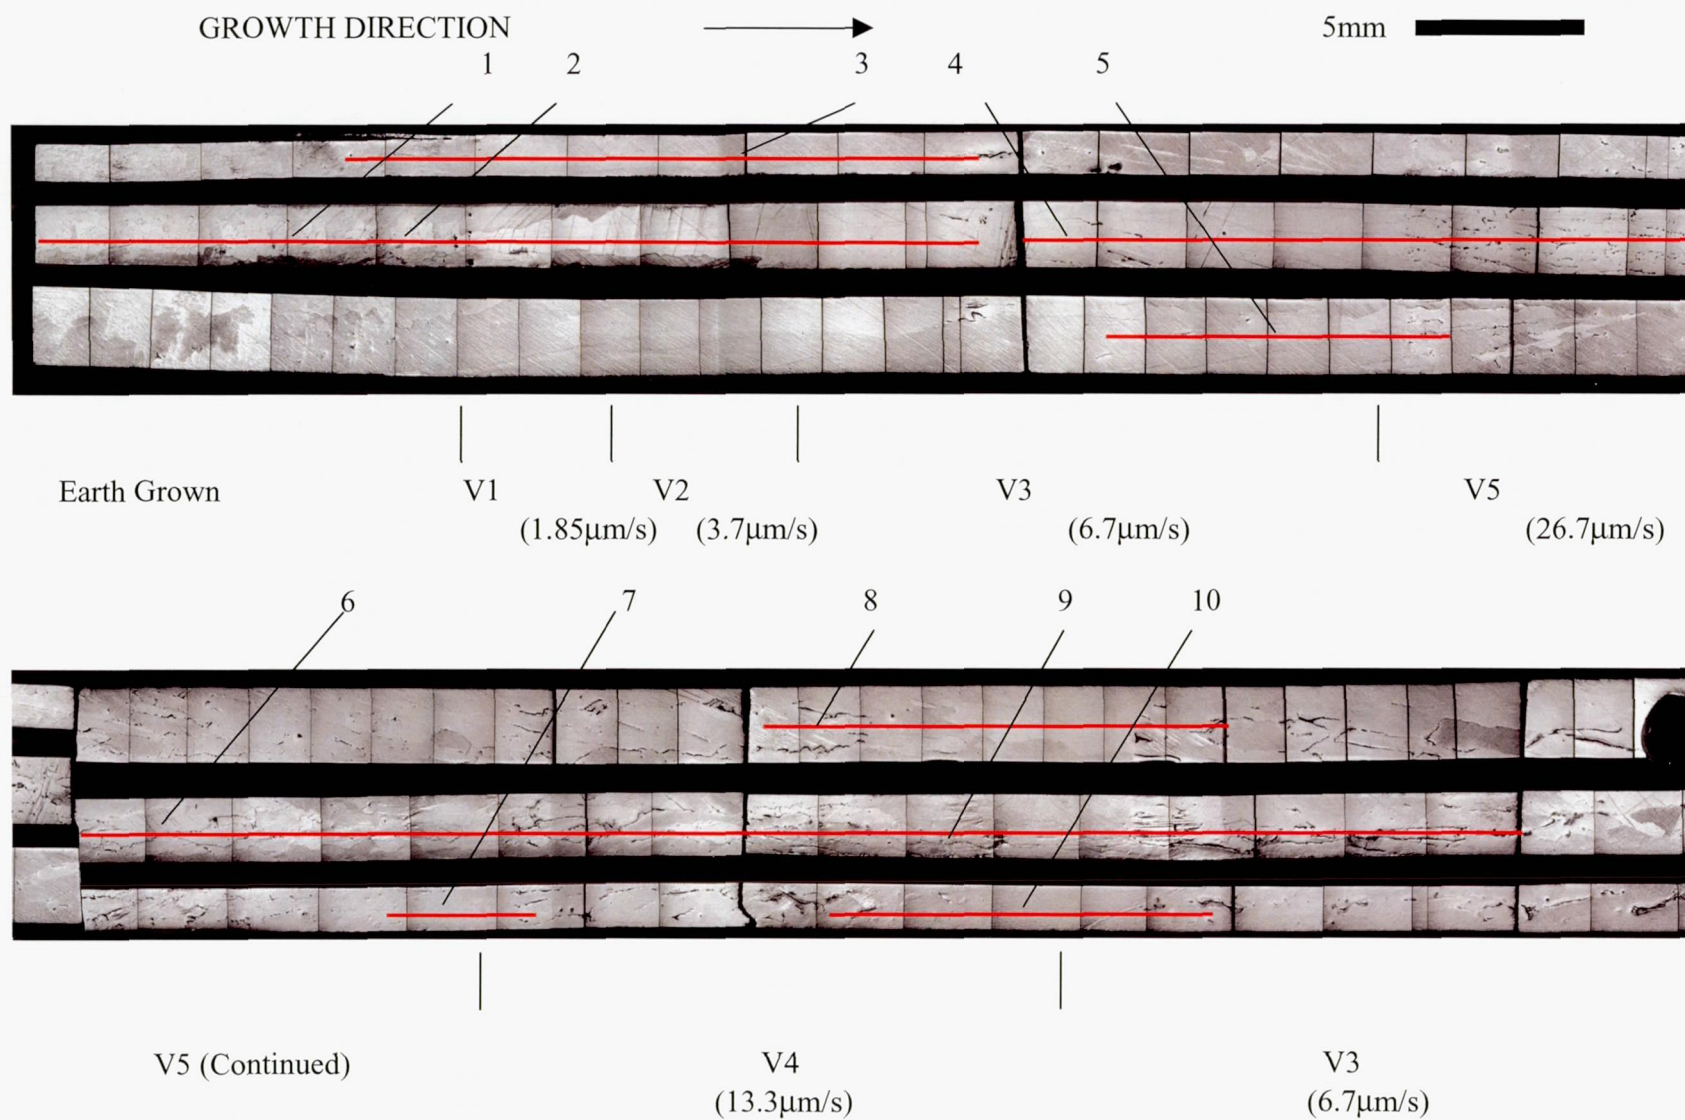 GROWTH DIRECTION 5mm
1 2 3 4 5
Earth Grown V1 V2 V3 V5
(1.85μm/s) (3.7μm/s) (6.7μm/s) (26.7μm/s)
6 7 8 9 10
V5 (Continued) V4 V3
(13.3μm/s) (6.7μm/s)